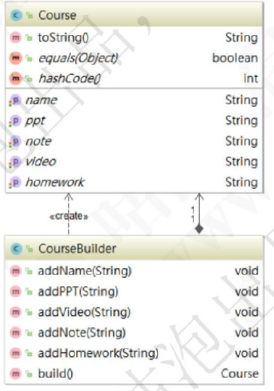 Course
toString() String
equals(Object) boolean
hashCode() int
name String
ppt String
note String
video String
homework String
«create»
1
1
CourseBuilder
addName(String) void
addPPT(String) void
addVideo(String) void
addNote(String) void
addHomework(String) void
build() Course